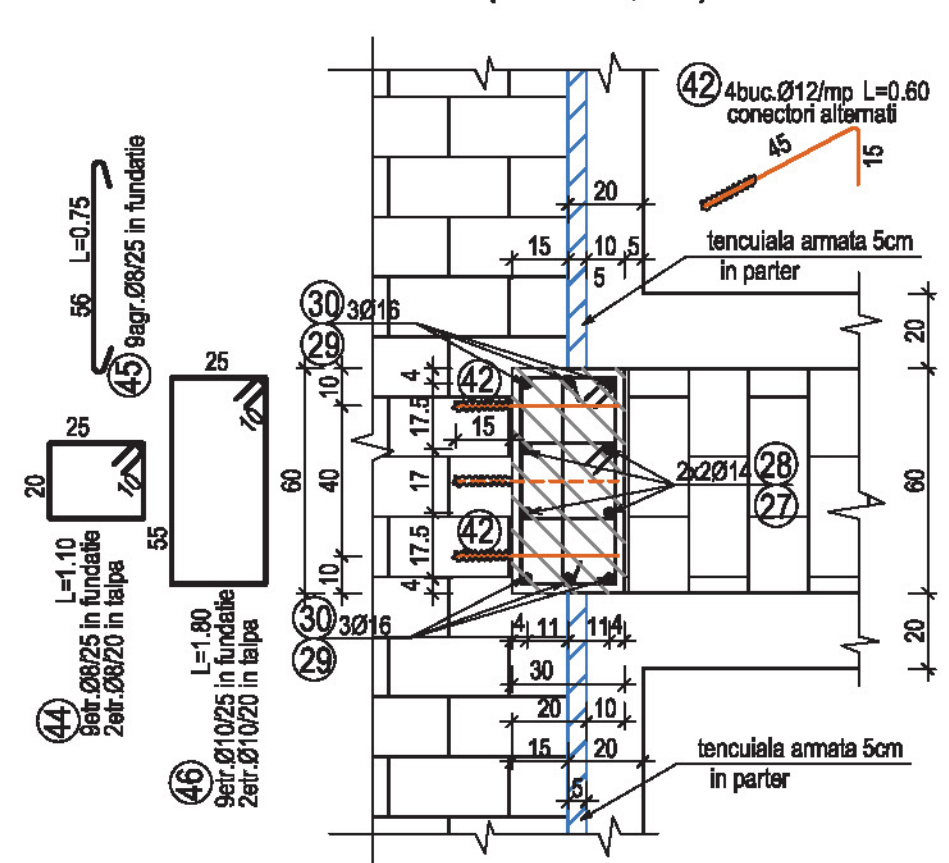 42 4buc.Ø12/mp L=0.60
conectori alternati
45
15
20
15 10 5
5
tencuiala armata 5cm
in parter
56 L=0.75
9agr.Ø8/25 in fundatie
45
30 3Ø16
29
25
20
10
L=1.10
9etr.Ø8/25 in fundatie
2etr.Ø8/20 in talpa
44
25
55
10
L=1.80
9etr.Ø10/25 in fundatie
2etr.Ø10/20 in talpa
46
60
10
40
10
4
17.5
17
17.5
4
42
15
42
2x2Ø14 28
27
20
60
20
30 3Ø16
29
4 11 11 4
30
20 10
15 20
5
tencuiala armata 5cm
in parter